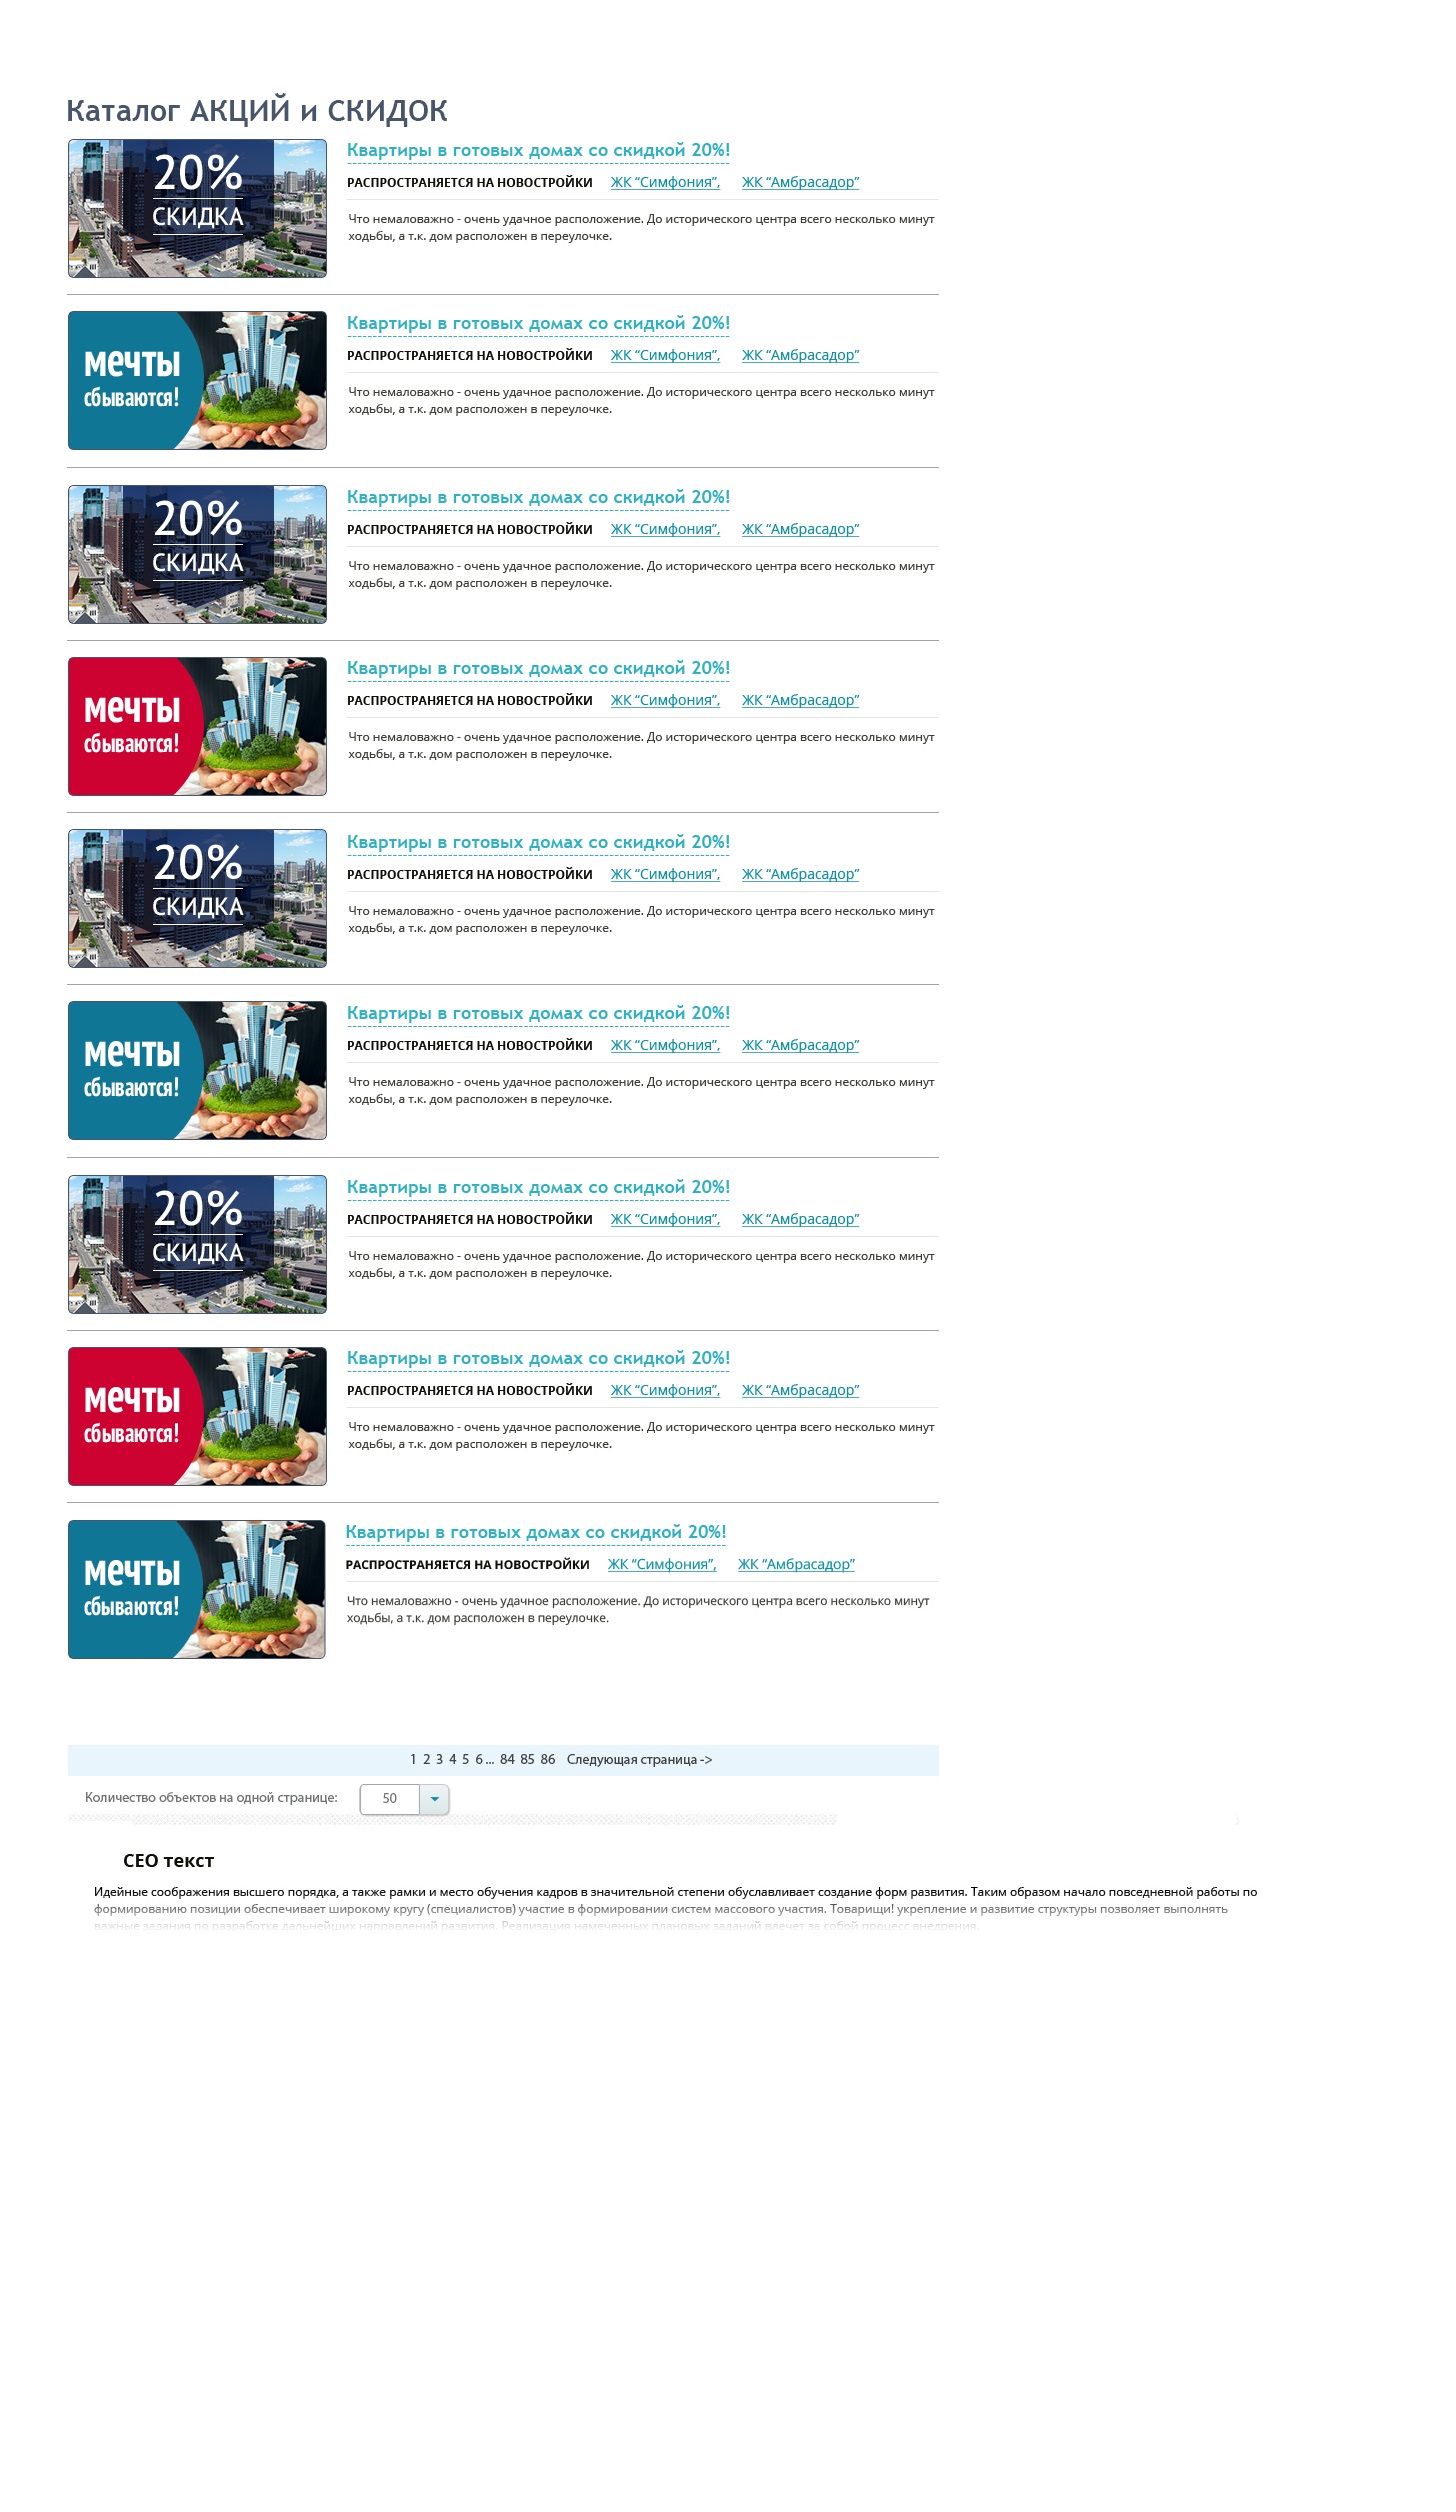 Каталог АКЦИЙ и СКИДОК
20%
СКИДКА
Квартиры в готовых домах со скидкой 20%!
РАСПРОСТРАНЯЕТСЯ НА НОВОСТРОЙКИ ЖК “Симфония”, ЖК “Амбрасадор”
Что немаловажно - очень удачное расположение. До исторического центра всего несколько минут
ходьбы, а т.к. дом расположен в переулочке.
мечты
сбываются!
Квартиры в готовых домах со скидкой 20%!
РАСПРОСТРАНЯЕТСЯ НА НОВОСТРОЙКИ ЖК “Симфония”, ЖК “Амбрасадор”
Что немаловажно - очень удачное расположение. До исторического центра всего несколько минут
ходьбы, а т.к. дом расположен в переулочке.
20%
СКИДКА
Квартиры в готовых домах со скидкой 20%!
РАСПРОСТРАНЯЕТСЯ НА НОВОСТРОЙКИ ЖК “Симфония”, ЖК “Амбрасадор”
Что немаловажно - очень удачное расположение. До исторического центра всего несколько минут
ходьбы, а т.к. дом расположен в переулочке.
мечты
сбываются!
Квартиры в готовых домах со скидкой 20%!
РАСПРОСТРАНЯЕТСЯ НА НОВОСТРОЙКИ ЖК “Симфония”, ЖК “Амбрасадор”
Что немаловажно - очень удачное расположение. До исторического центра всего несколько минут
ходьбы, а т.к. дом расположен в переулочке.
20%
СКИДКА
Квартиры в готовых домах со скидкой 20%!
РАСПРОСТРАНЯЕТСЯ НА НОВОСТРОЙКИ ЖК “Симфония”, ЖК “Амбрасадор”
Что немаловажно - очень удачное расположение. До исторического центра всего несколько минут
ходьбы, а т.к. дом расположен в переулочке.
мечты
сбываются!
Квартиры в готовых домах со скидкой 20%!
РАСПРОСТРАНЯЕТСЯ НА НОВОСТРОЙКИ ЖК “Симфония”, ЖК “Амбрасадор”
Что немаловажно - очень удачное расположение. До исторического центра всего несколько минут
ходьбы, а т.к. дом расположен в переулочке.
20%
СКИДКА
Квартиры в готовых домах со скидкой 20%!
РАСПРОСТРАНЯЕТСЯ НА НОВОСТРОЙКИ ЖК “Симфония”, ЖК “Амбрасадор”
Что немаловажно - очень удачное расположение. До исторического центра всего несколько минут
ходьбы, а т.к. дом расположен в переулочке.
мечты
сбываются!
Квартиры в готовых домах со скидкой 20%!
РАСПРОСТРАНЯЕТСЯ НА НОВОСТРОЙКИ ЖК “Симфония”, ЖК “Амбрасадор”
Что немаловажно - очень удачное расположение. До исторического центра всего несколько минут
ходьбы, а т.к. дом расположен в переулочке.
мечты
сбываются!
Квартиры в готовых домах со скидкой 20%!
РАСПРОСТРАНЯЕТСЯ НА НОВОСТРОЙКИ ЖК “Симфония”, ЖК “Амбрасадор”
Что немаловажно - очень удачное расположение. До исторического центра всего несколько минут
ходьбы, а т.к. дом расположен в переулочке.
1 2 3 4 5 6 ... 84 85 86 Следующая страница ->
Количество объектов на одной странице: 50
СЕО текст
Идейные соображения высшего порядка, а также рамки и место обучения кадров в значительной степени обуславливает создание форм развития. Таким образом начало повседневной работы по
формированию позиции обеспечивает широкому кругу (специалистов) участие в формировании систем массового участия. Товарищи! укрепление и развитие структуры позволяет выполнять
важные задания по разработке дальнейших направлений развития. Реализация намеченных плановых заданий влечет за собой процесс внедрения.